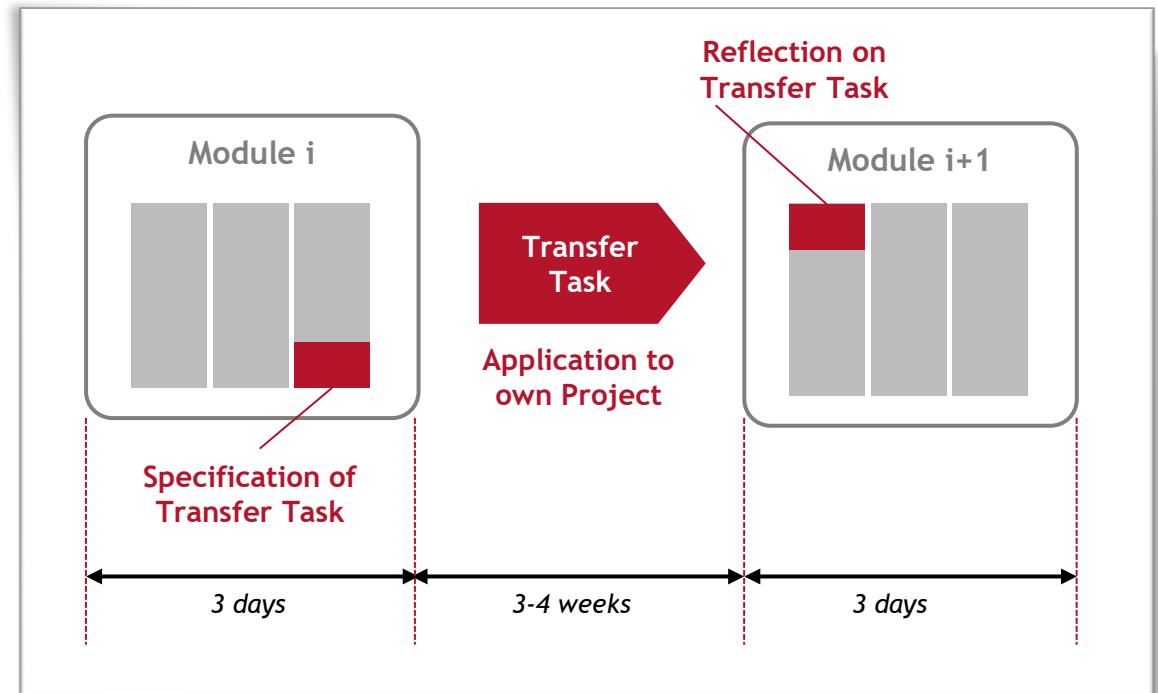 Reflection on
Transfer Task
Module i
Module i+1
Transfer
Task
Application to
own Project
Specification of
Transfer Task
3 days
3-4 weeks
3 days